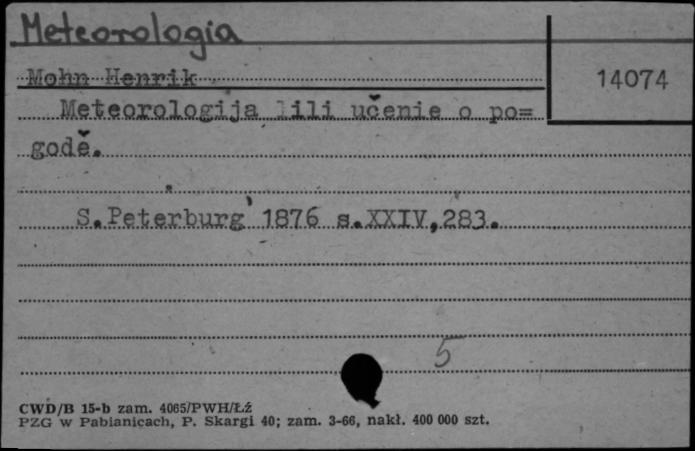 Meteorologia
Mohn Henrik
14074
Meteorologija lili učenie o po=
godě.
S.Peterburg 1876 s.XXIV,283.
5
CWD/B 15-b zam. 4065/PWH/Łź
PZG w Pabianicach, P. Skargi 40; zam. 3-66, nakł. 400 000 szt.